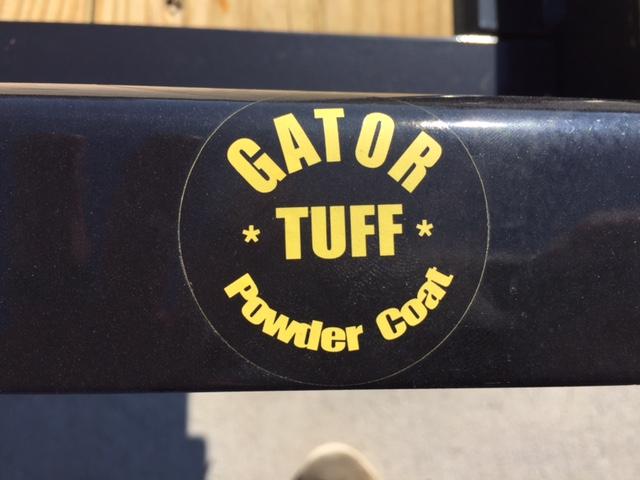 GATOR
* TUFF *
Powder Coat